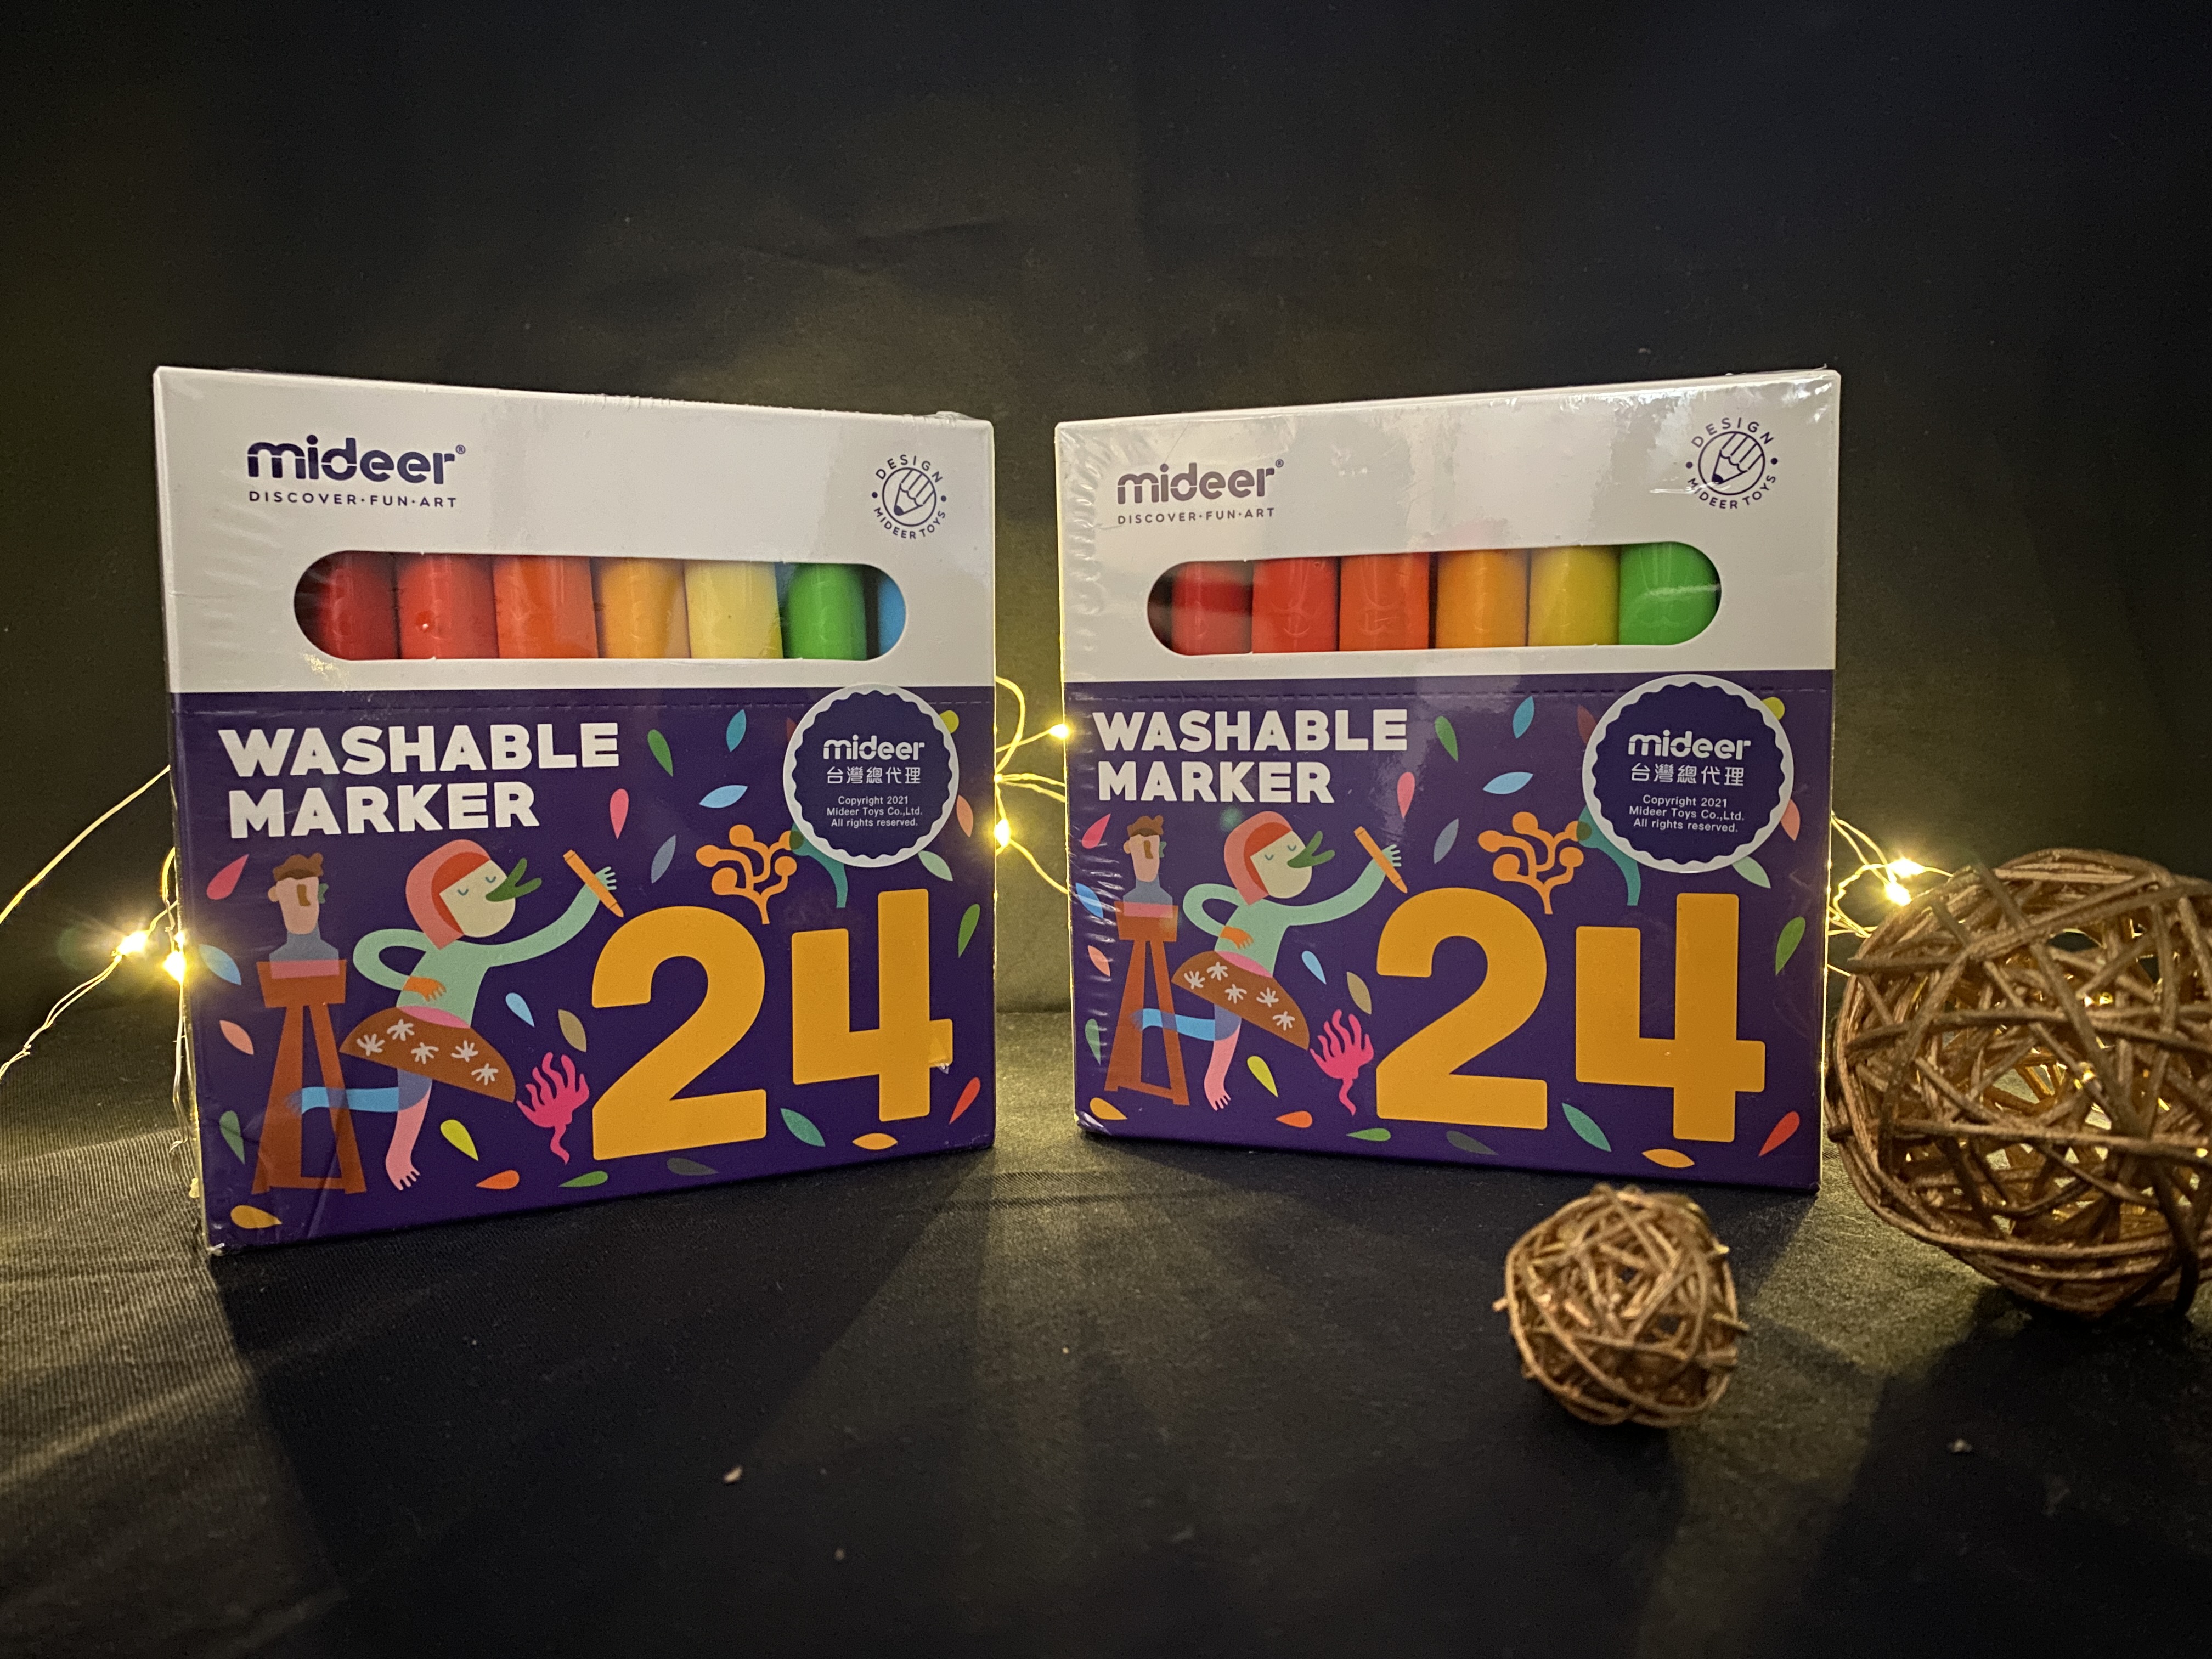 mideer®
DISCOVER·FUN·ART
DESIGN
MIDEER TOYS
WASHABLE
MARKER
mideer
台灣總代理
Copyright 2021
Mideer Toys Co.,Ltd.
All rights reserved.
24
mideer®
DISCOVER·FUN·ART
DESIGN
MIDEER TOYS
WASHABLE
MARKER
mideer
台灣總代理
Copyright 2021
Mideer Toys Co.,Ltd.
All rights reserved.
24